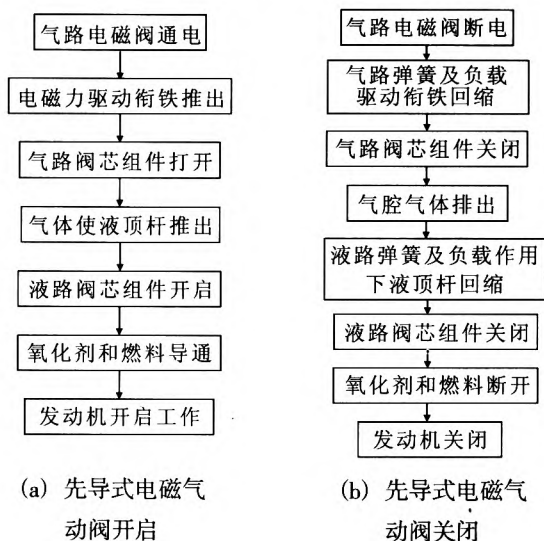 气路电磁阀通电
电磁力驱动衔铁推出
气路阀芯组件打开
气体使液顶杆推出
液路阀芯组件开启
氧化剂和燃料导通
发动机开启工作
(a) 先导式电磁气
动阀开启
气路电磁阀断电
气路弹簧及负载
驱动衔铁回缩
气路阀芯组件关闭
气腔气体排出
液路弹簧及负载作用
下液顶杆回缩
液路阀芯组件关闭
氧化剂和燃料断开
发动机关闭
(b) 先导式电磁气
动阀关闭